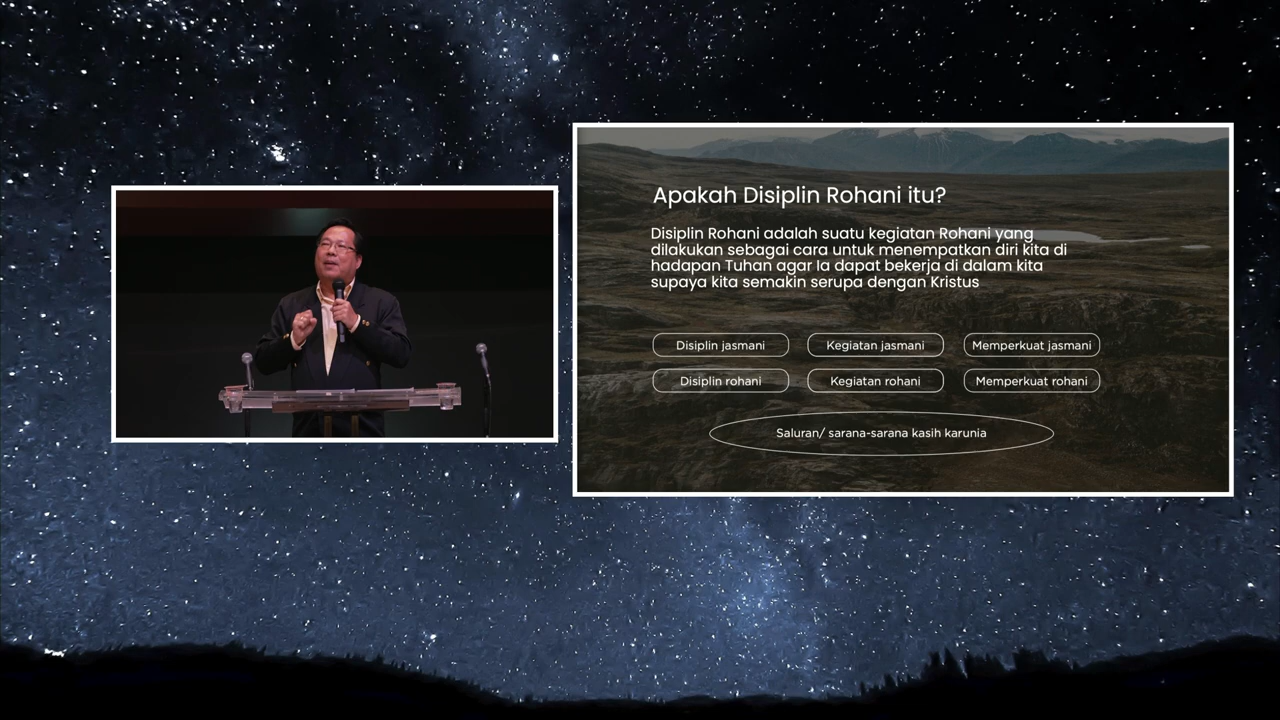 Apakah Disiplin Rohani itu?
Disiplin Rohani adalah suatu kegiatan Rohani yang
dilakukan sebagai cara untuk menempatkan diri kita di
hadapan Tuhan agar Ia dapat bekerja di dalam kita
supaya kita semakin serupa dengan Kristus
Disiplin jasmani
Kegiatan jasmani
Memperkuat jasmani
Disiplin rohani
Kegiatan rohani
Memperkuat rohani
Saluran/ sarana-sarana kasih karunia